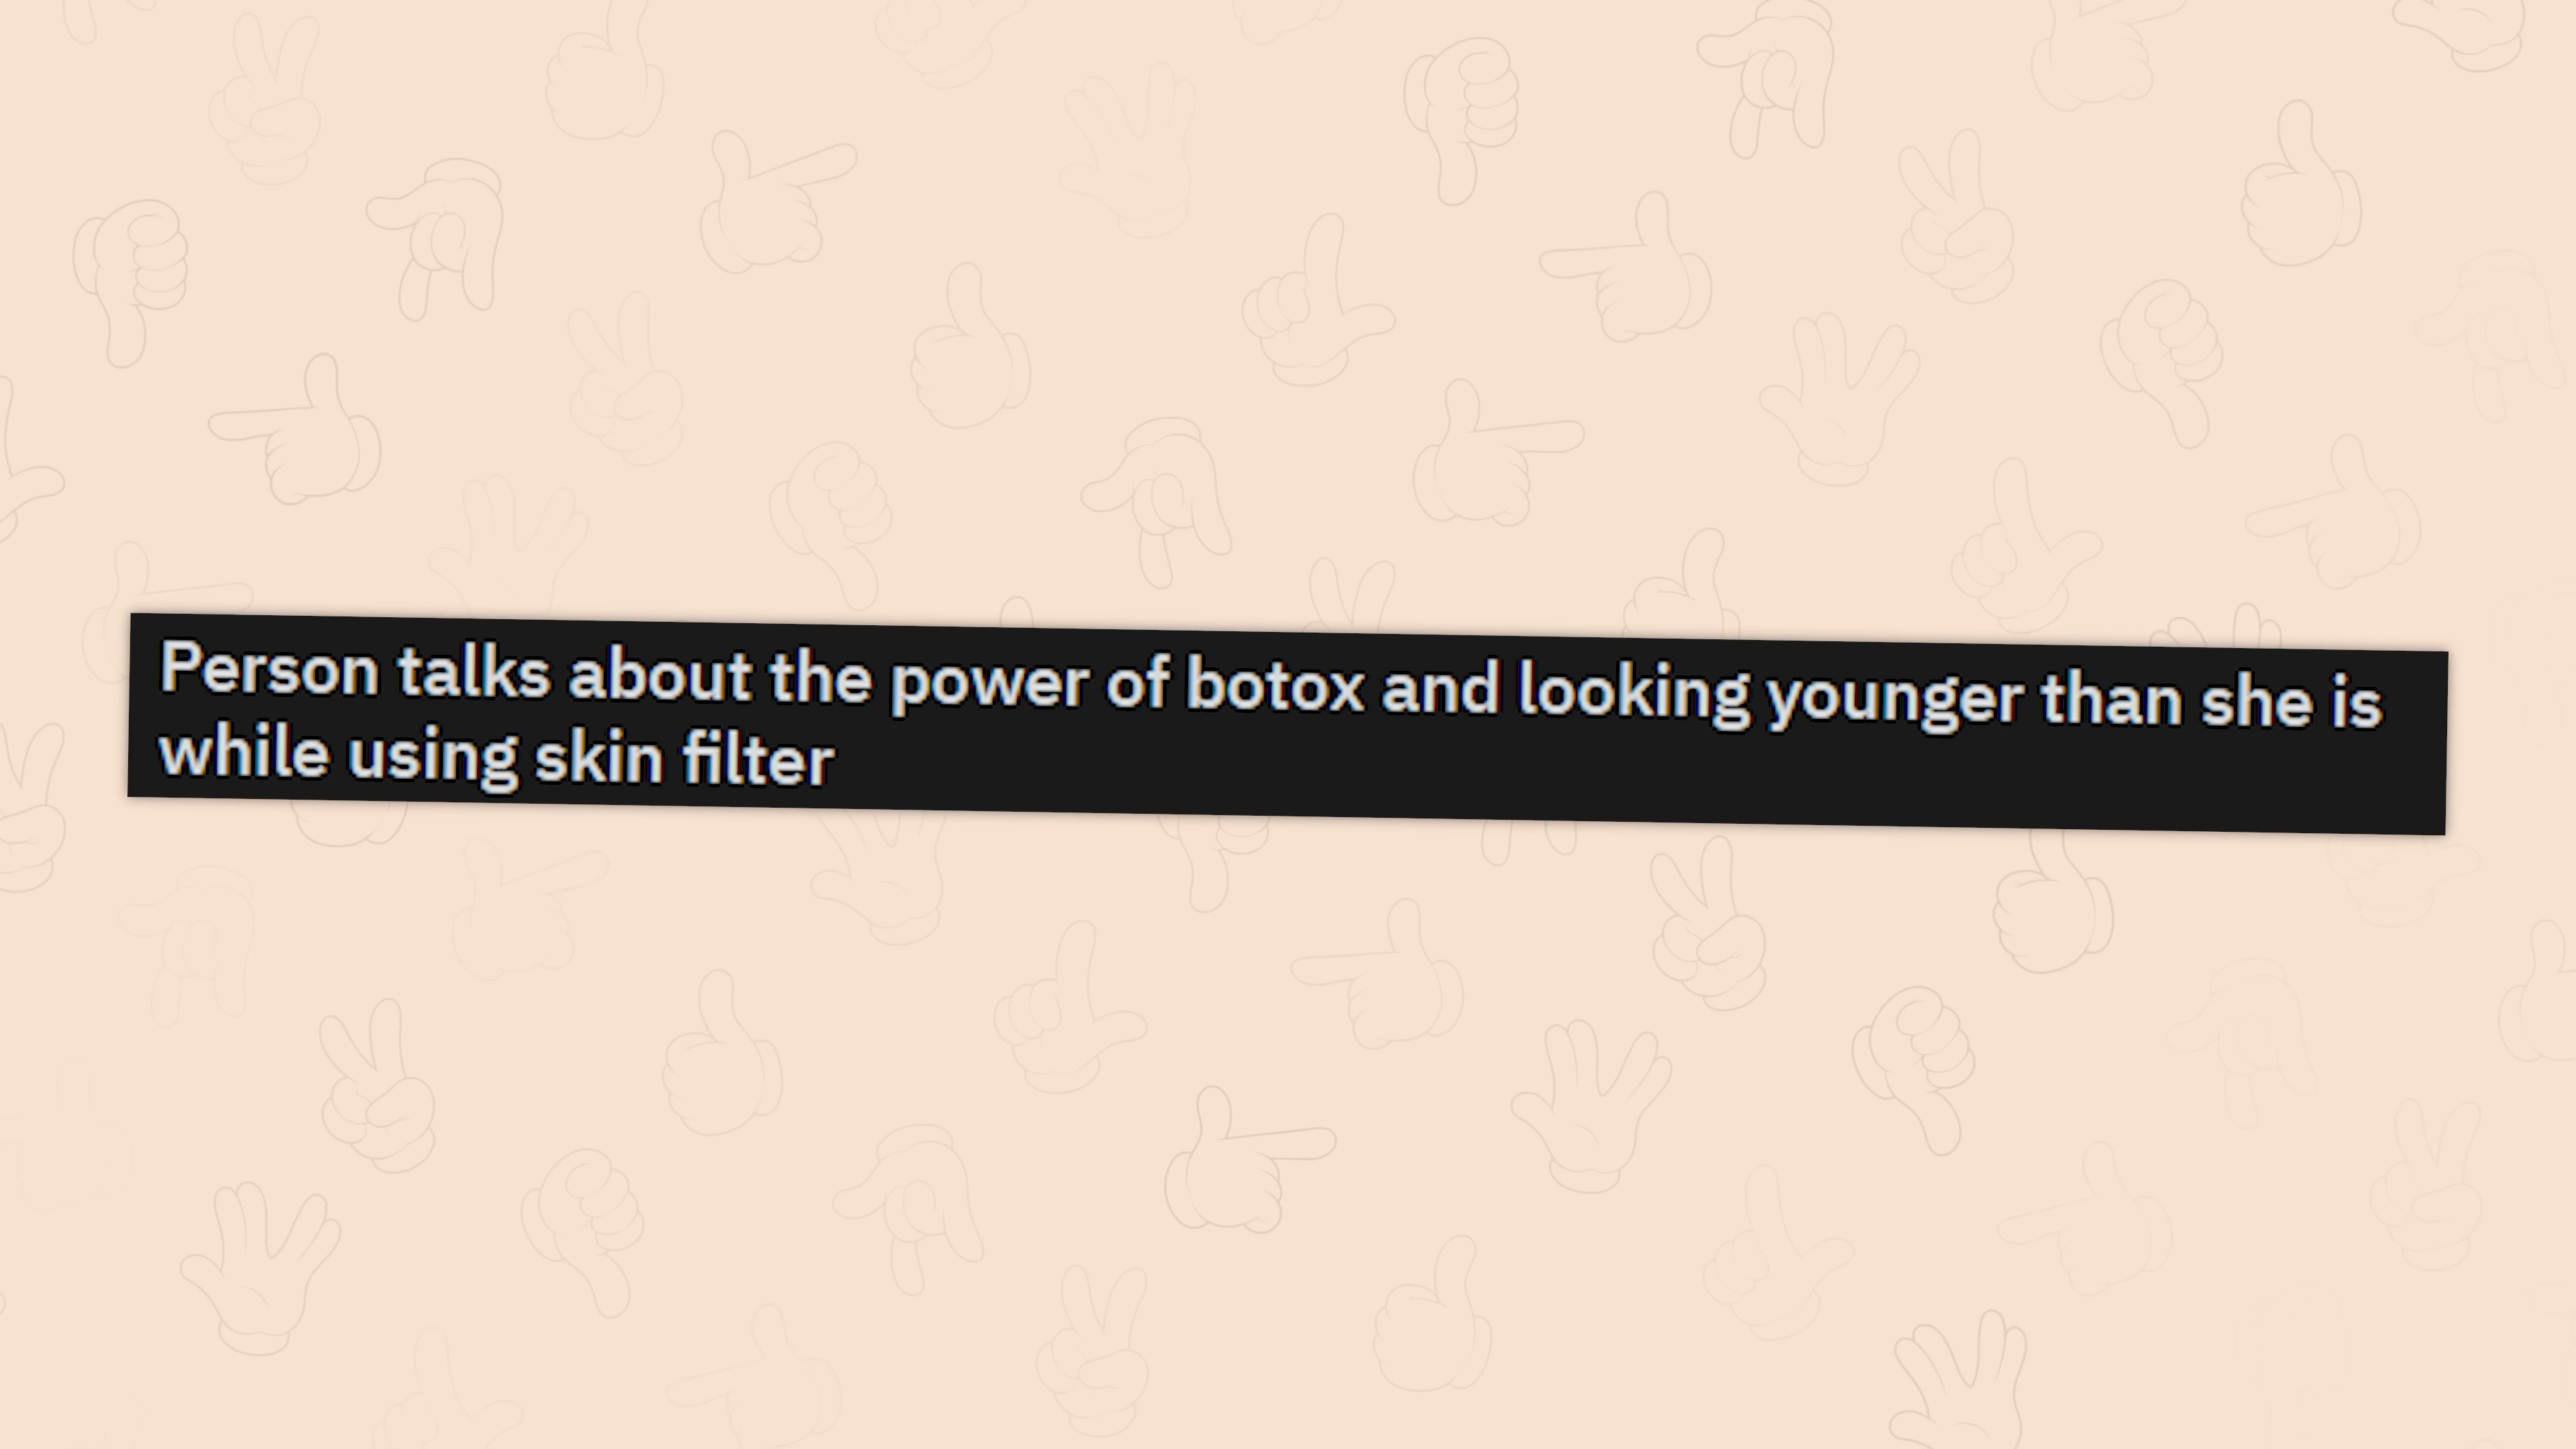 Person talks about the power of botox and looking younger than she is
while using skin filter